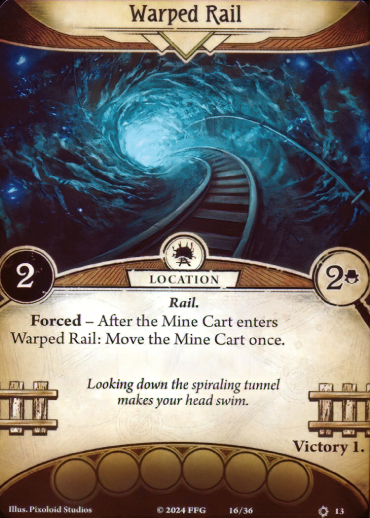 Warped Rail
2
LOCATION
2
Rail.
Forced – After the Mine Cart enters
Warped Rail: Move the Mine Cart once.
Looking down the spiraling tunnel
makes your head swim.
Victory 1.
Illus. Pixoloid Studios © 2024 FFG 16/36 13